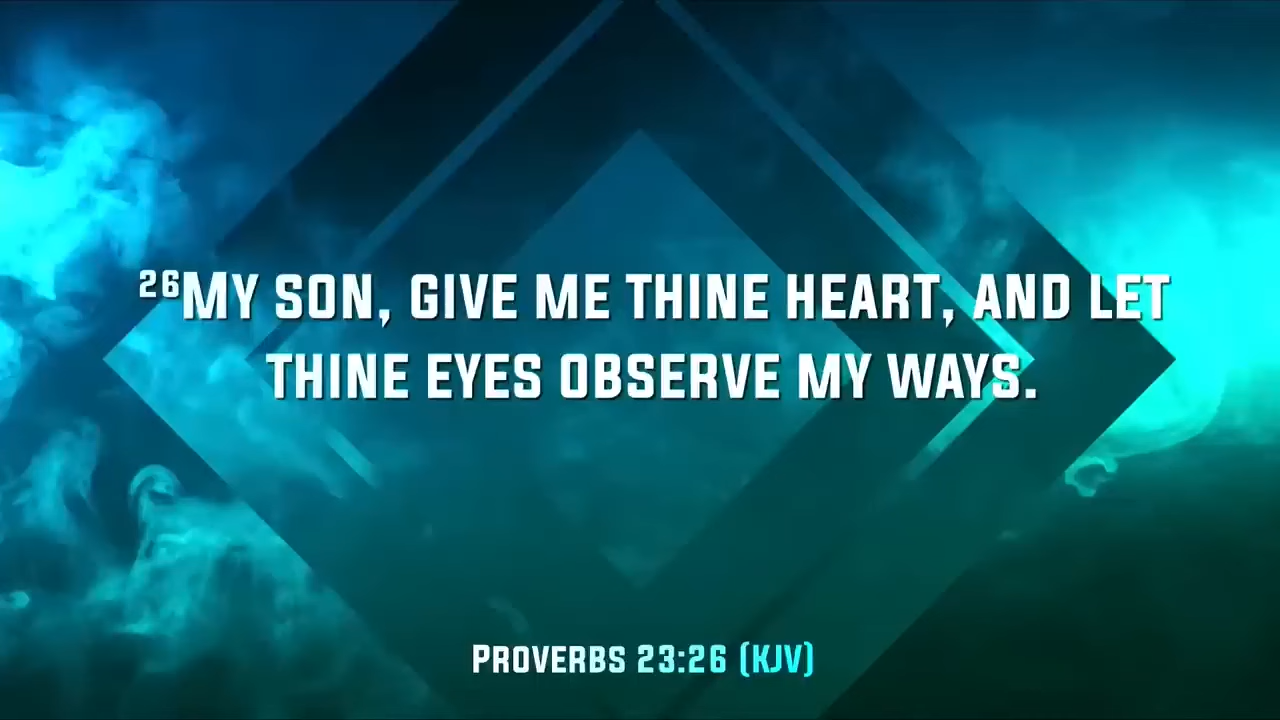 ²⁶MY SON, GIVE ME THINE HEART, AND LET
THINE EYES OBSERVE MY WAYS.
PROVERBS 23:26 (KJV)